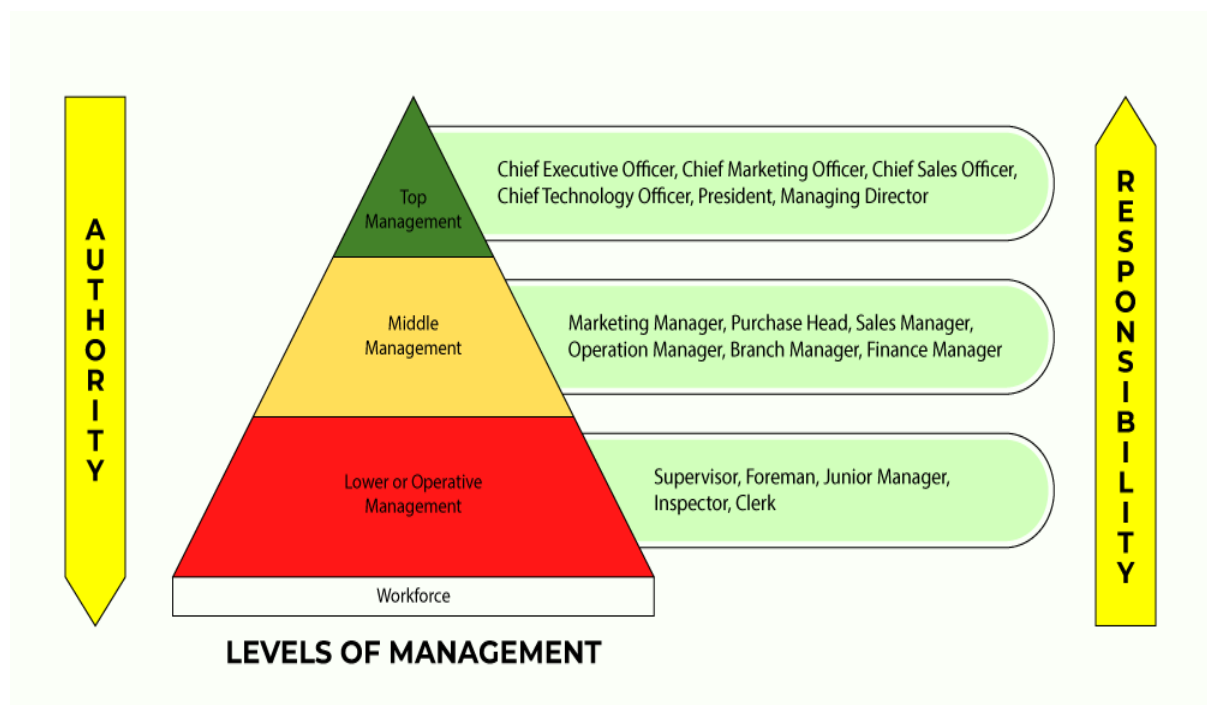 AUTHORITY
Top
Management
Chief Executive Officer, Chief Marketing Officer, Chief Sales Officer,
Chief Technology Officer, President, Managing Director
Middle
Management
Marketing Manager, Purchase Head, Sales Manager,
Operation Manager, Branch Manager, Finance Manager
Lower or Operative
Management
Supervisor, Foreman, Junior Manager,
Inspector, Clerk
Workforce
RESPONSIBILITY
LEVELS OF MANAGEMENT